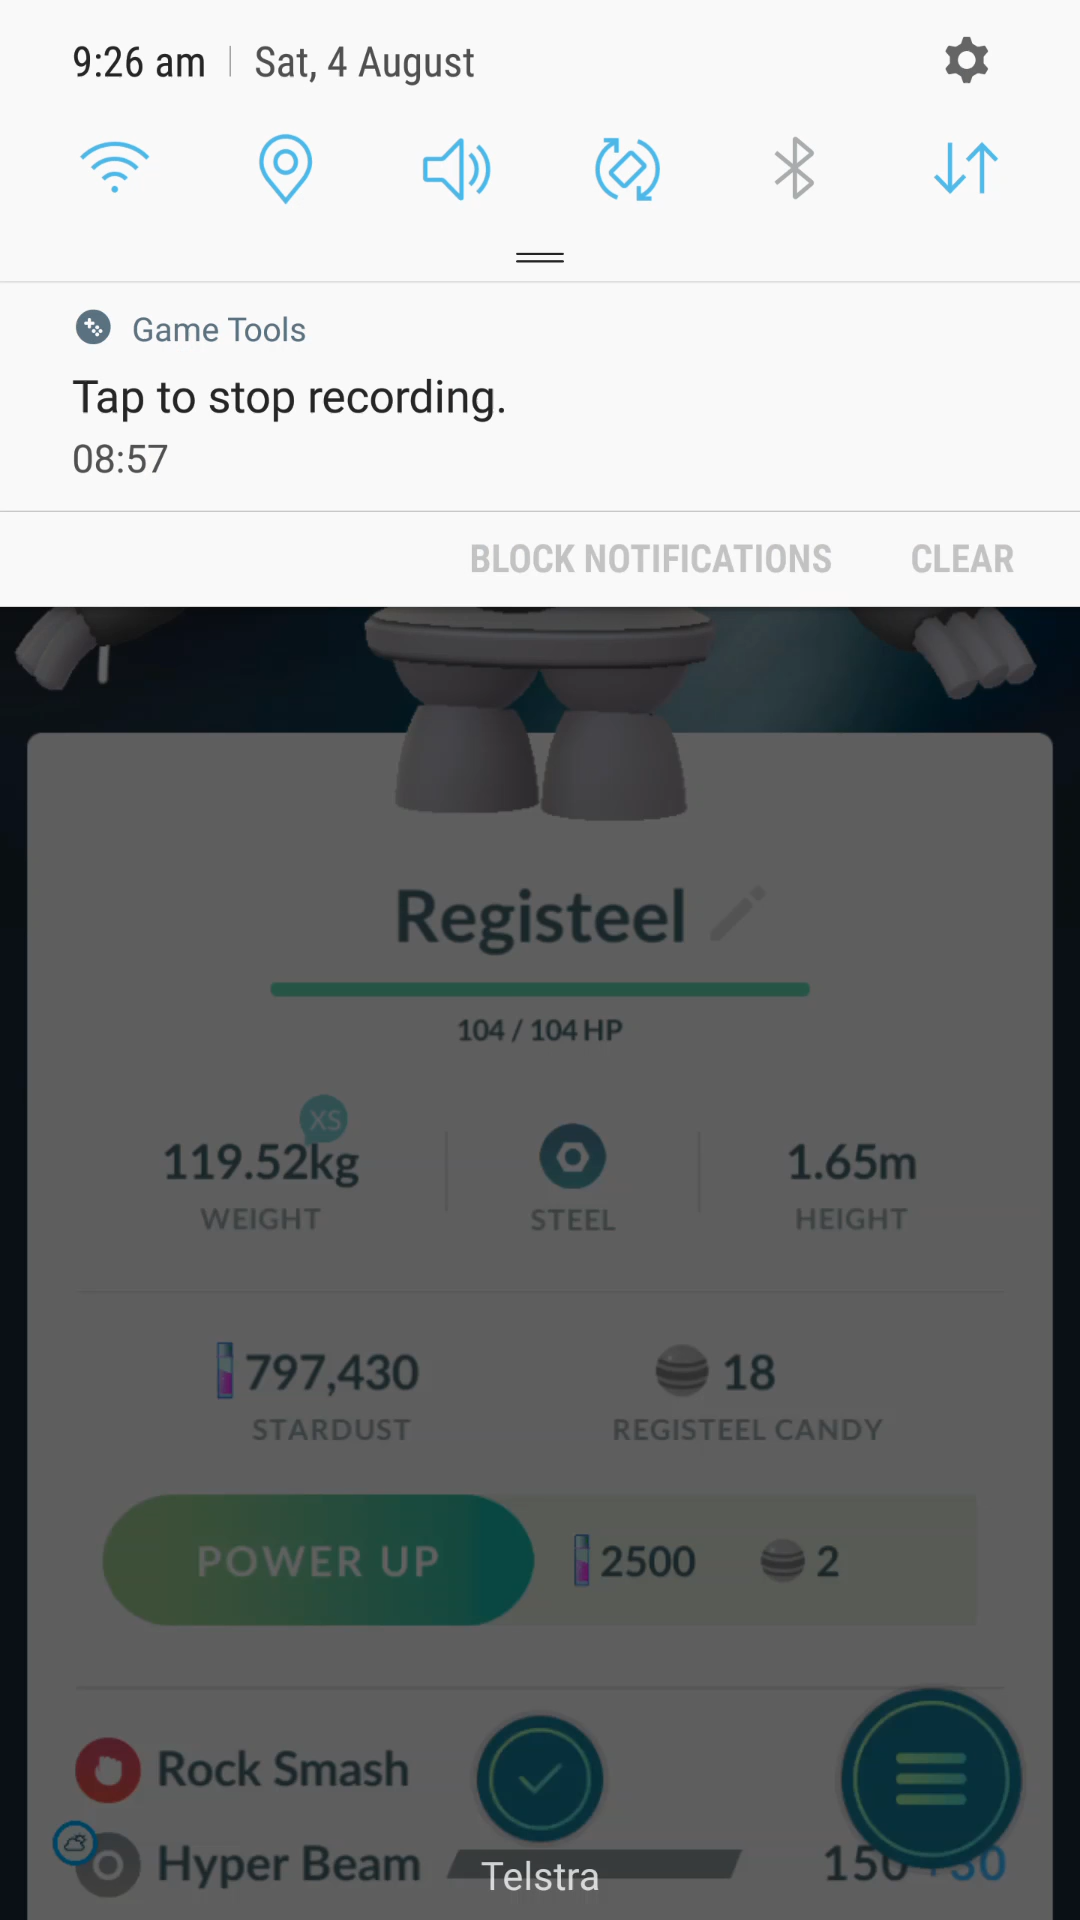 9:26 am | Sat, 4 August
Game Tools
Tap to stop recording.
08:57
BLOCK NOTIFICATIONS CLEAR
Registeel
104 / 104 HP
XS
119.52kg
WEIGHT
STEEL
1.65m
HEIGHT
797,430
STARDUST
18
REGISTEEL CANDY
POWER UP 2500 2
Rock Smash
Hyper Beam 150 +30
Telstra